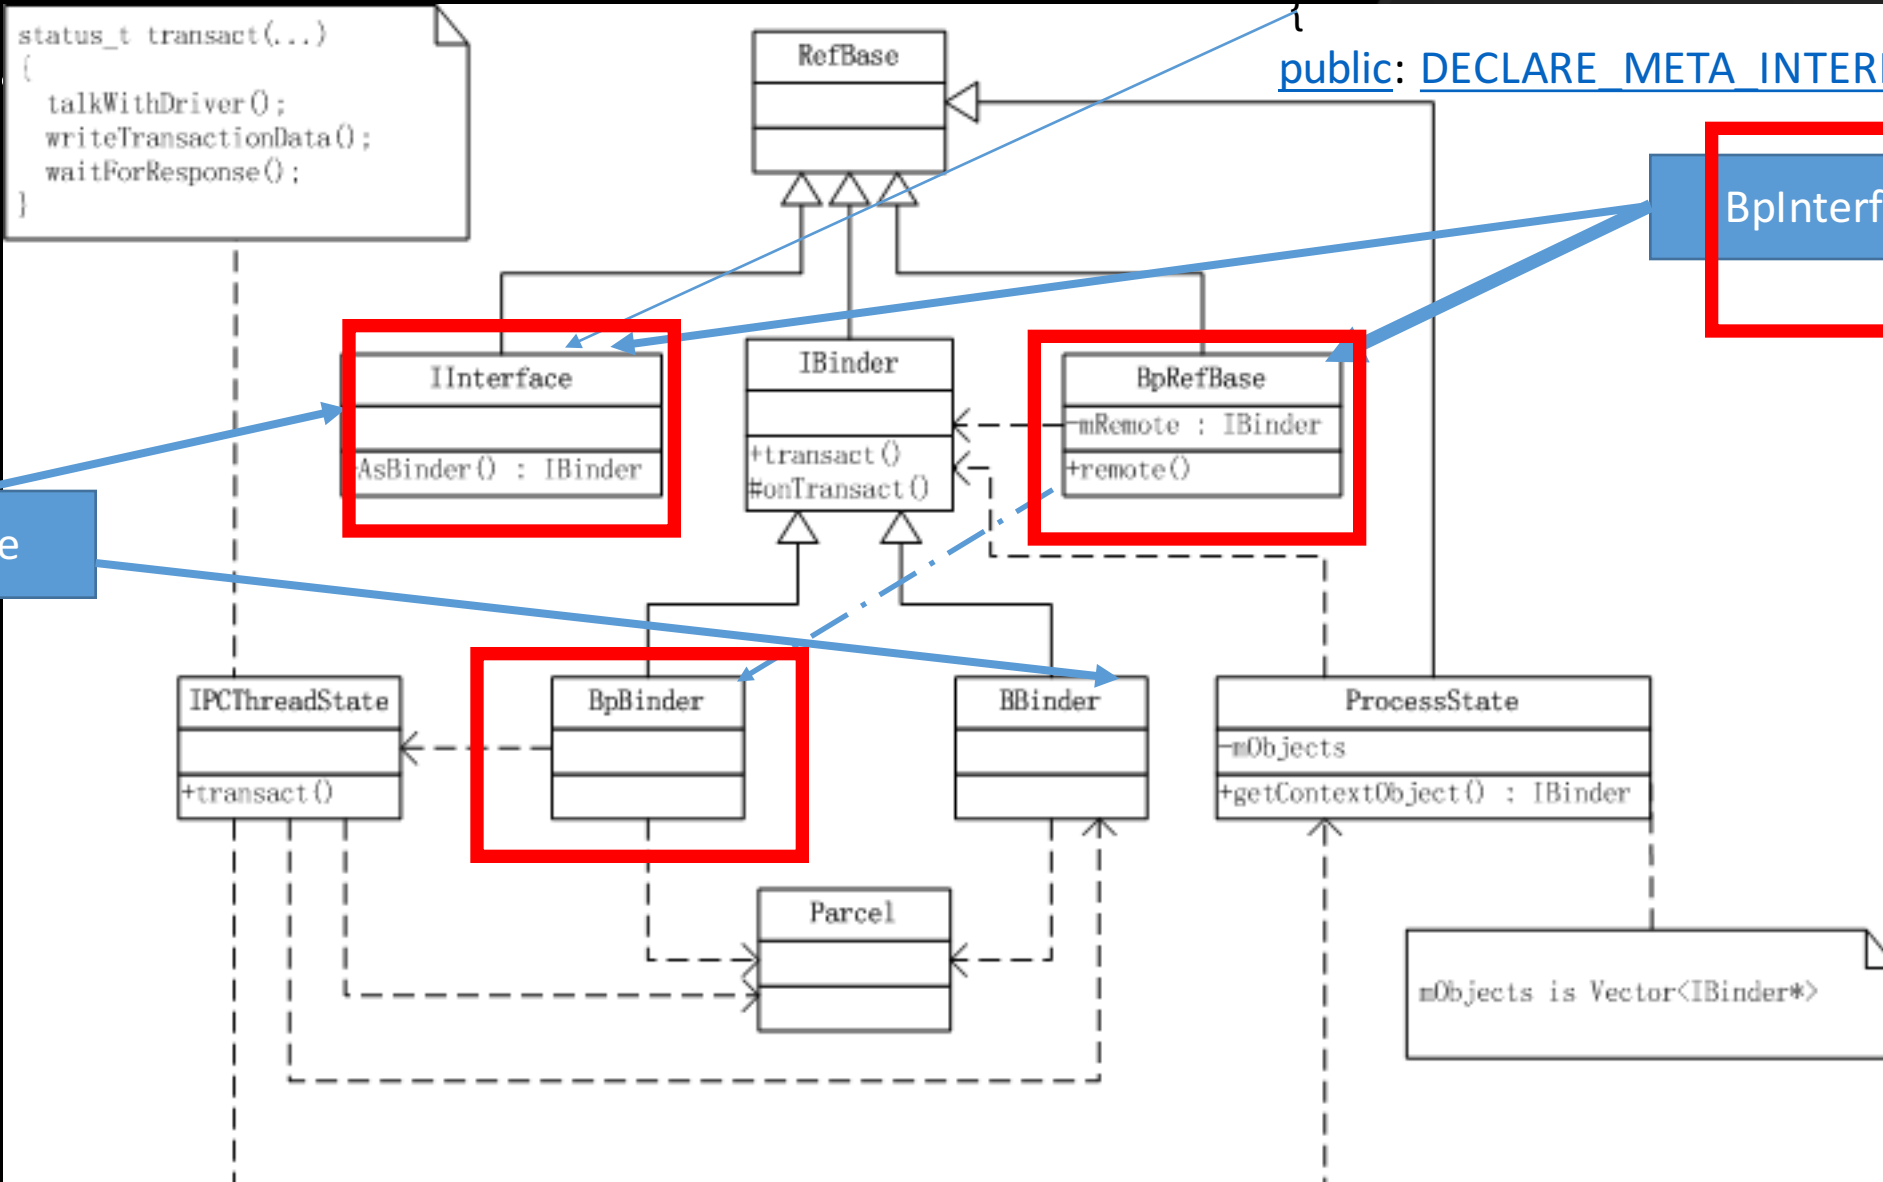 status_t transact(...)
{
talkWithDriver();
writeTransactionData();
waitForResponse();
}
{
public: DECLARE_META_INTERF
RefBase
BpInterf
IInterface
AsBinder() : IBinder
IBinder
+transact()
#onTransact()
BpRefBase
-mRemote : IBinder
+remote()
e
IPCThreadState
+transact()
BpBinder
BBinder
ProcessState
-mObjects
+getContextObject() : IBinder
Parcel
mObjects is Vector<IBinder*>